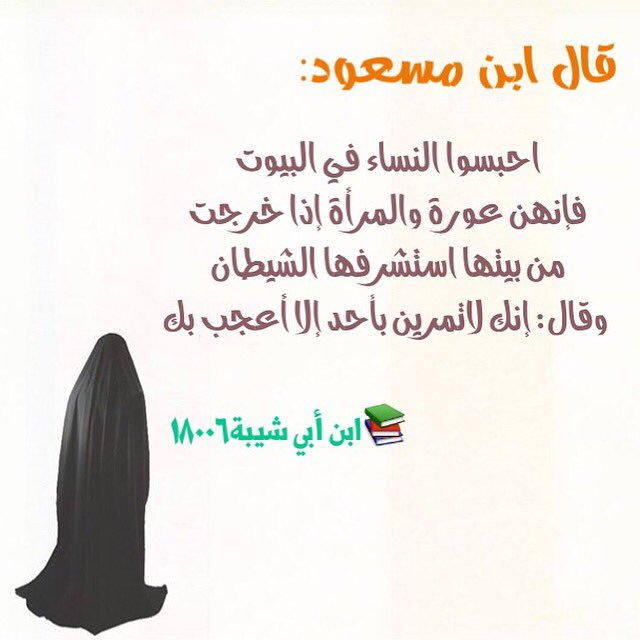 قال ابن مسعود:
احبسوا النساء في البيوت
فإنهن عورة والمرأة إذا خرجت
من بيتها استشرفها الشيطان
وقال: إنك لاتمرين بأحد إلا أعجب بك
ابن أبي شيبة١٨٠٠٦